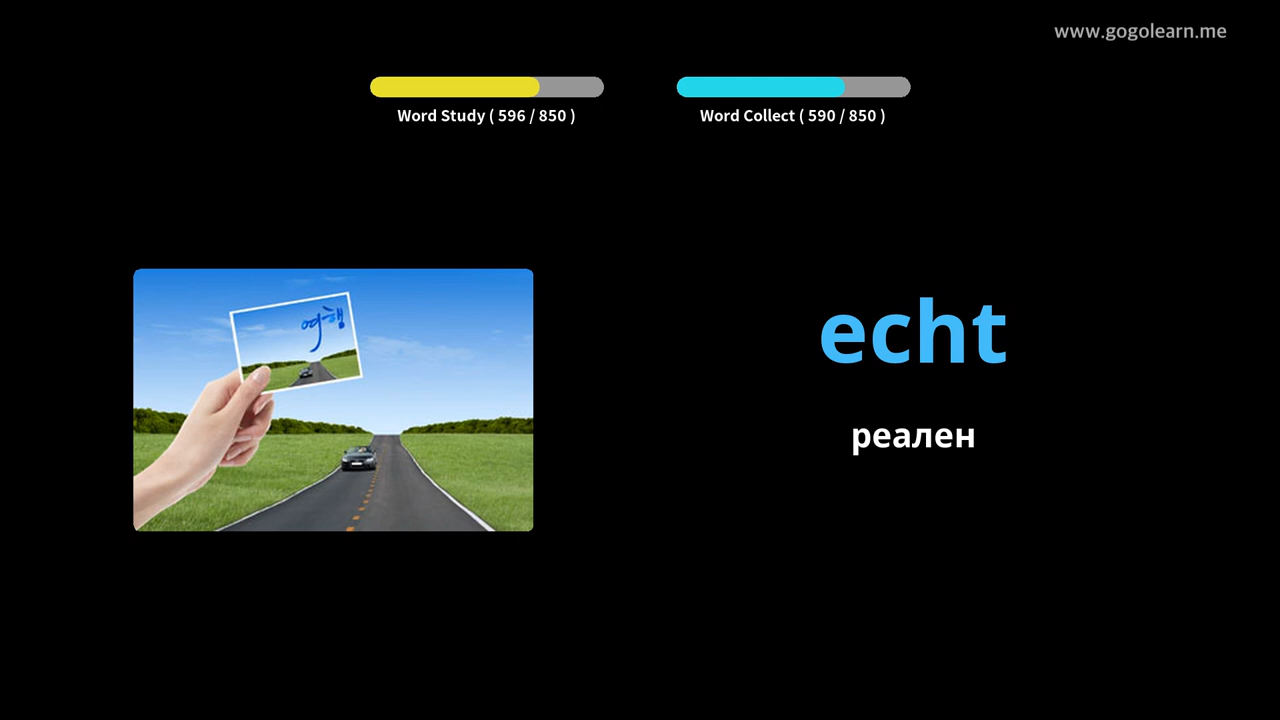 www.gogolearn.me
Word Study ( 596 / 850 )
Word Collect ( 590 / 850 )
여행
echt
реален